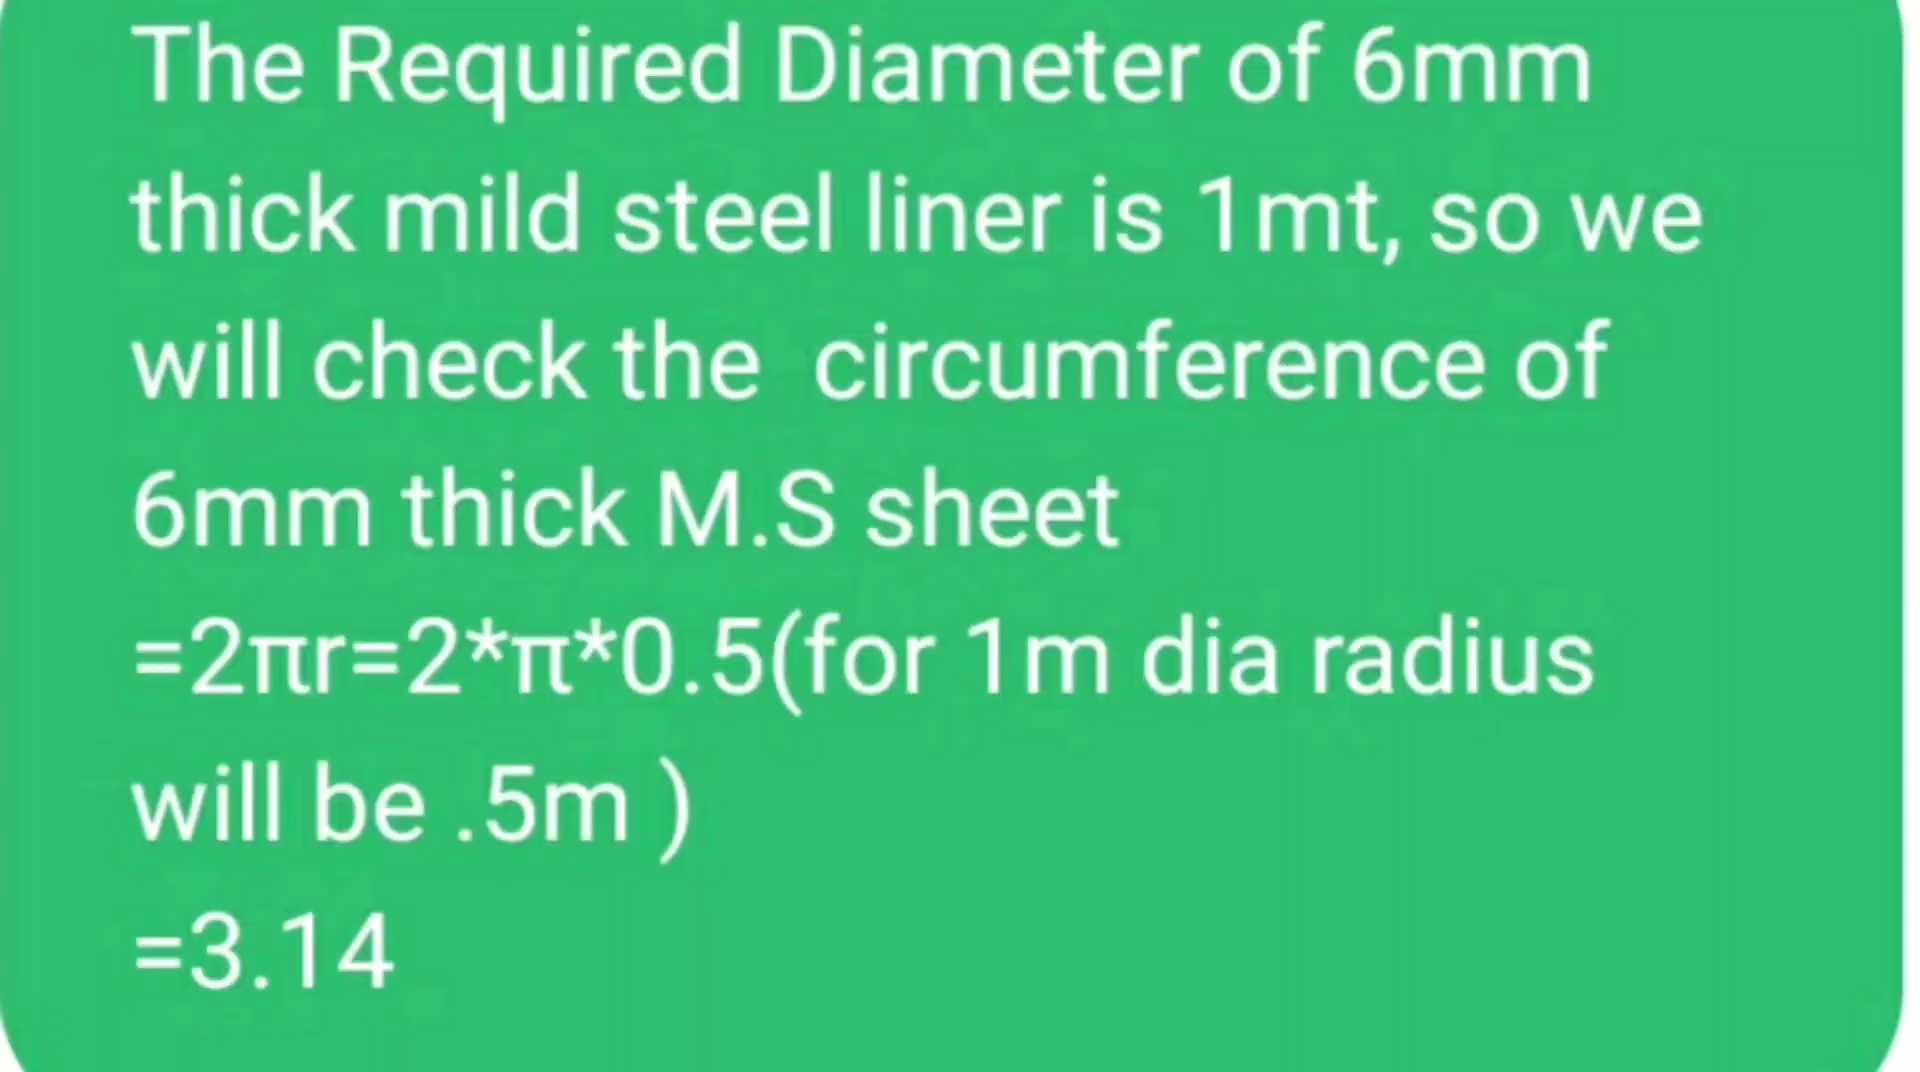 The Required Diameter of 6mm
thick mild steel liner is 1mt, so we
will check the  circumference of
6mm thick M.S sheet
=2πr=2*π*0.5(for 1m dia radius
will be .5m )
=3.14